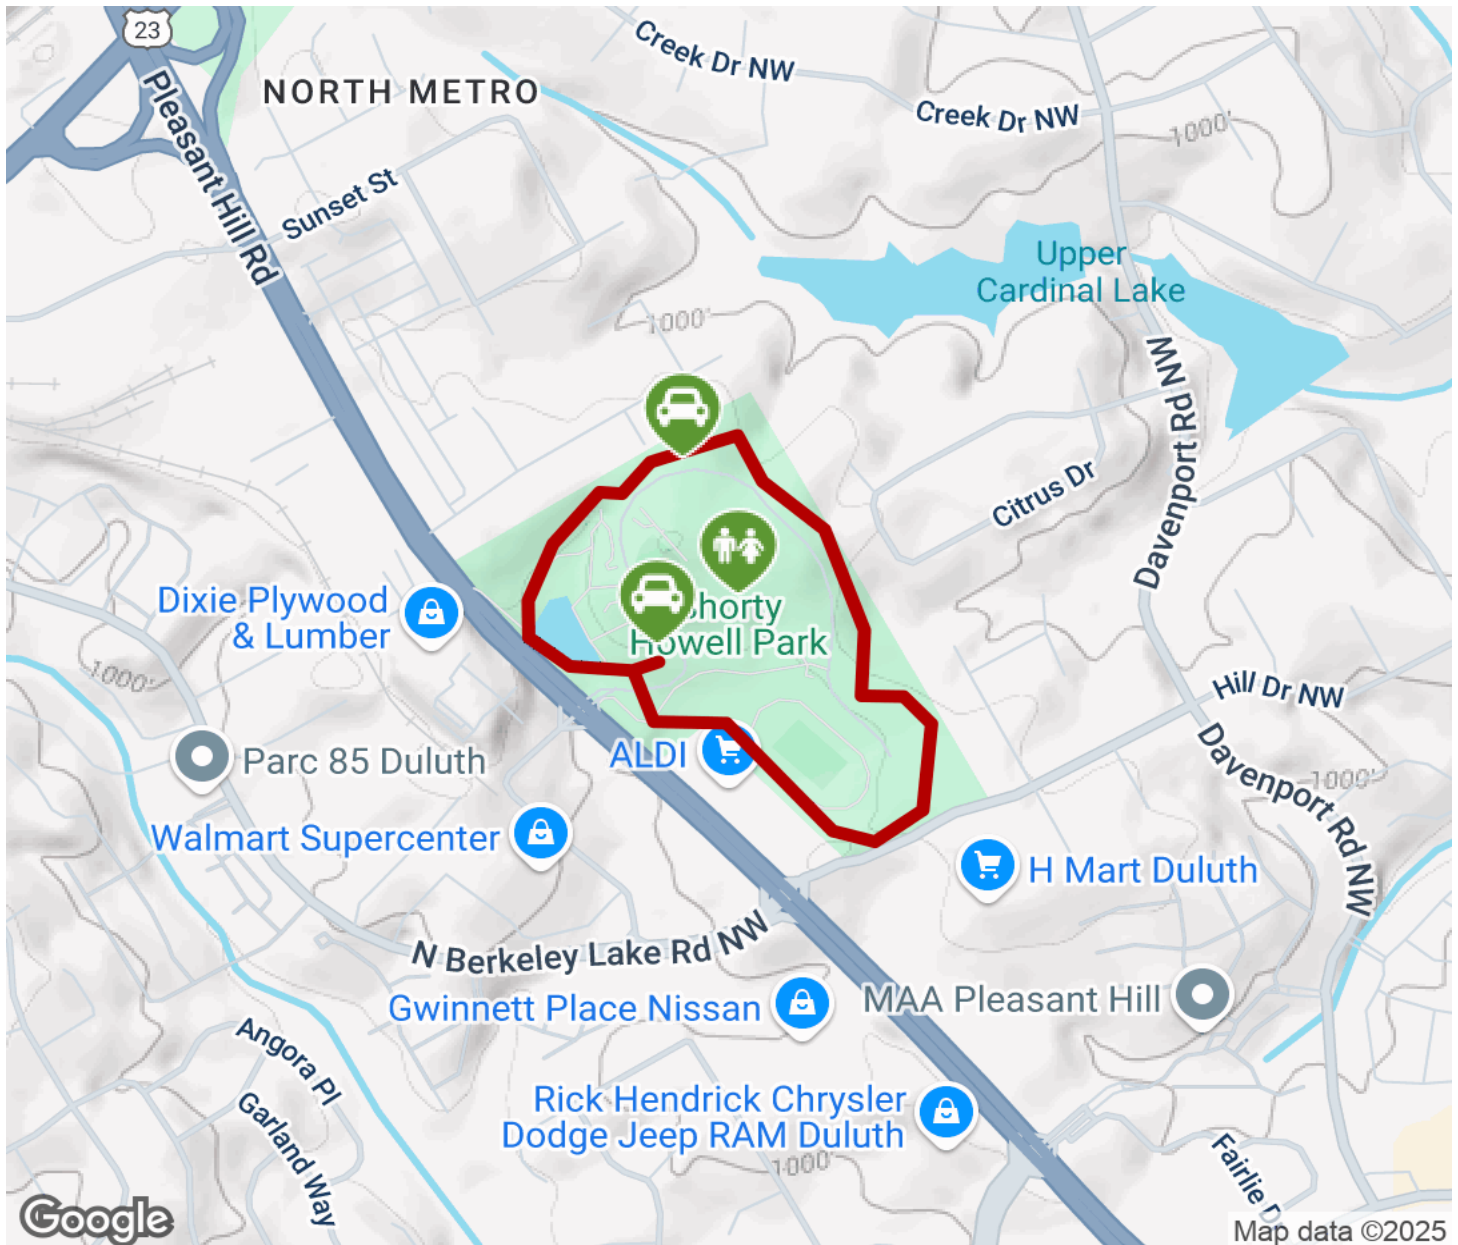 23
Pleasant Hill Rd
NORTH METRO
Creek Dr NW
Creek Dr NW
1000'
Sunset St
Upper
Cardinal Lake
1000'
Davenport Rd NW
Citrus Dr
Dixie Plywood
& Lumber
Shorty
Howell Park
1000'
Hill Dr NW
Parc 85 Duluth
ALDI
Davenport Rd NW
1000'
Walmart Supercenter
H Mart Duluth
N Berkeley Lake Rd NW
Gwinnett Place Nissan
MAA Pleasant Hill
Angora Pl
Garland Way
Rick Hendrick Chrysler
Dodge Jeep RAM Duluth
1000'
Fairlie D
Google
Map data ©2025